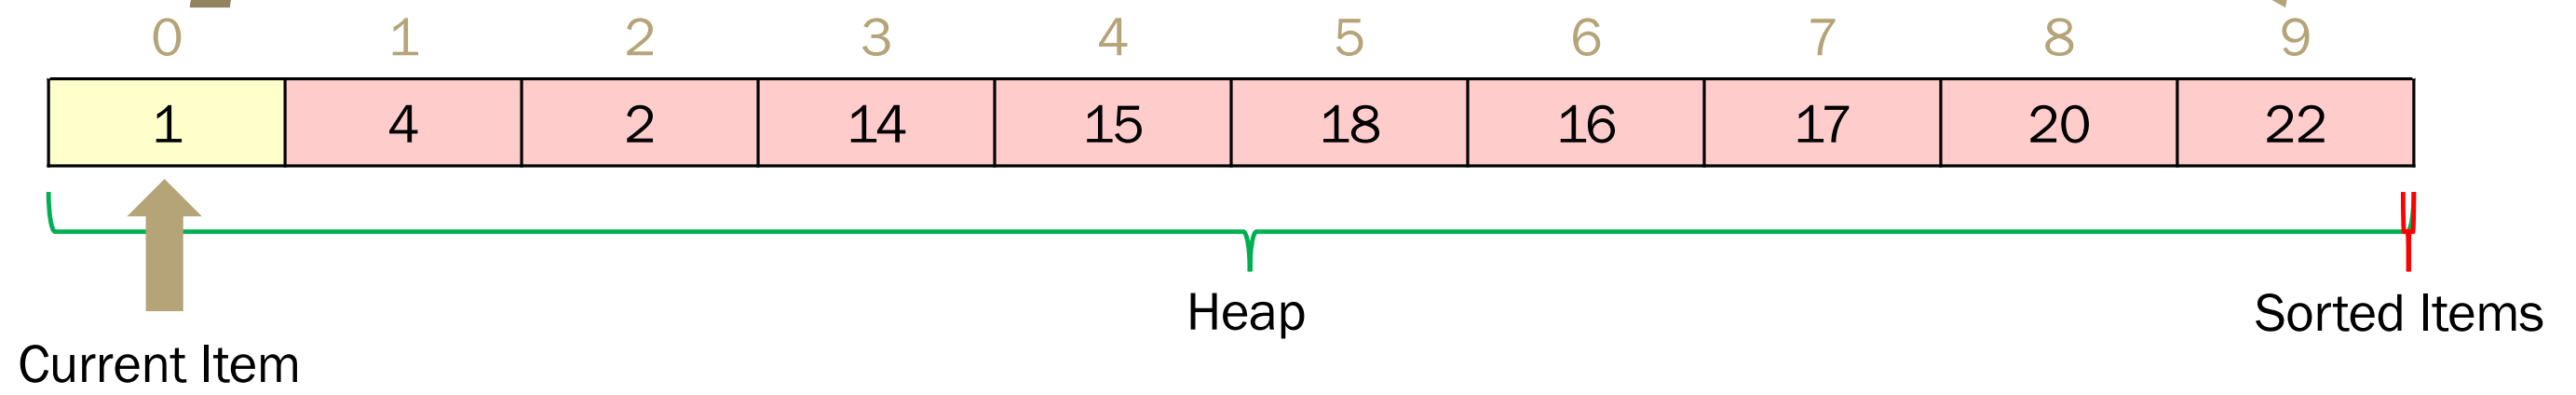 0 1 2 3 4 5 6 7 8 9
1 4 2 14 15 18 16 17 20 22
Heap
Sorted Items
Current Item